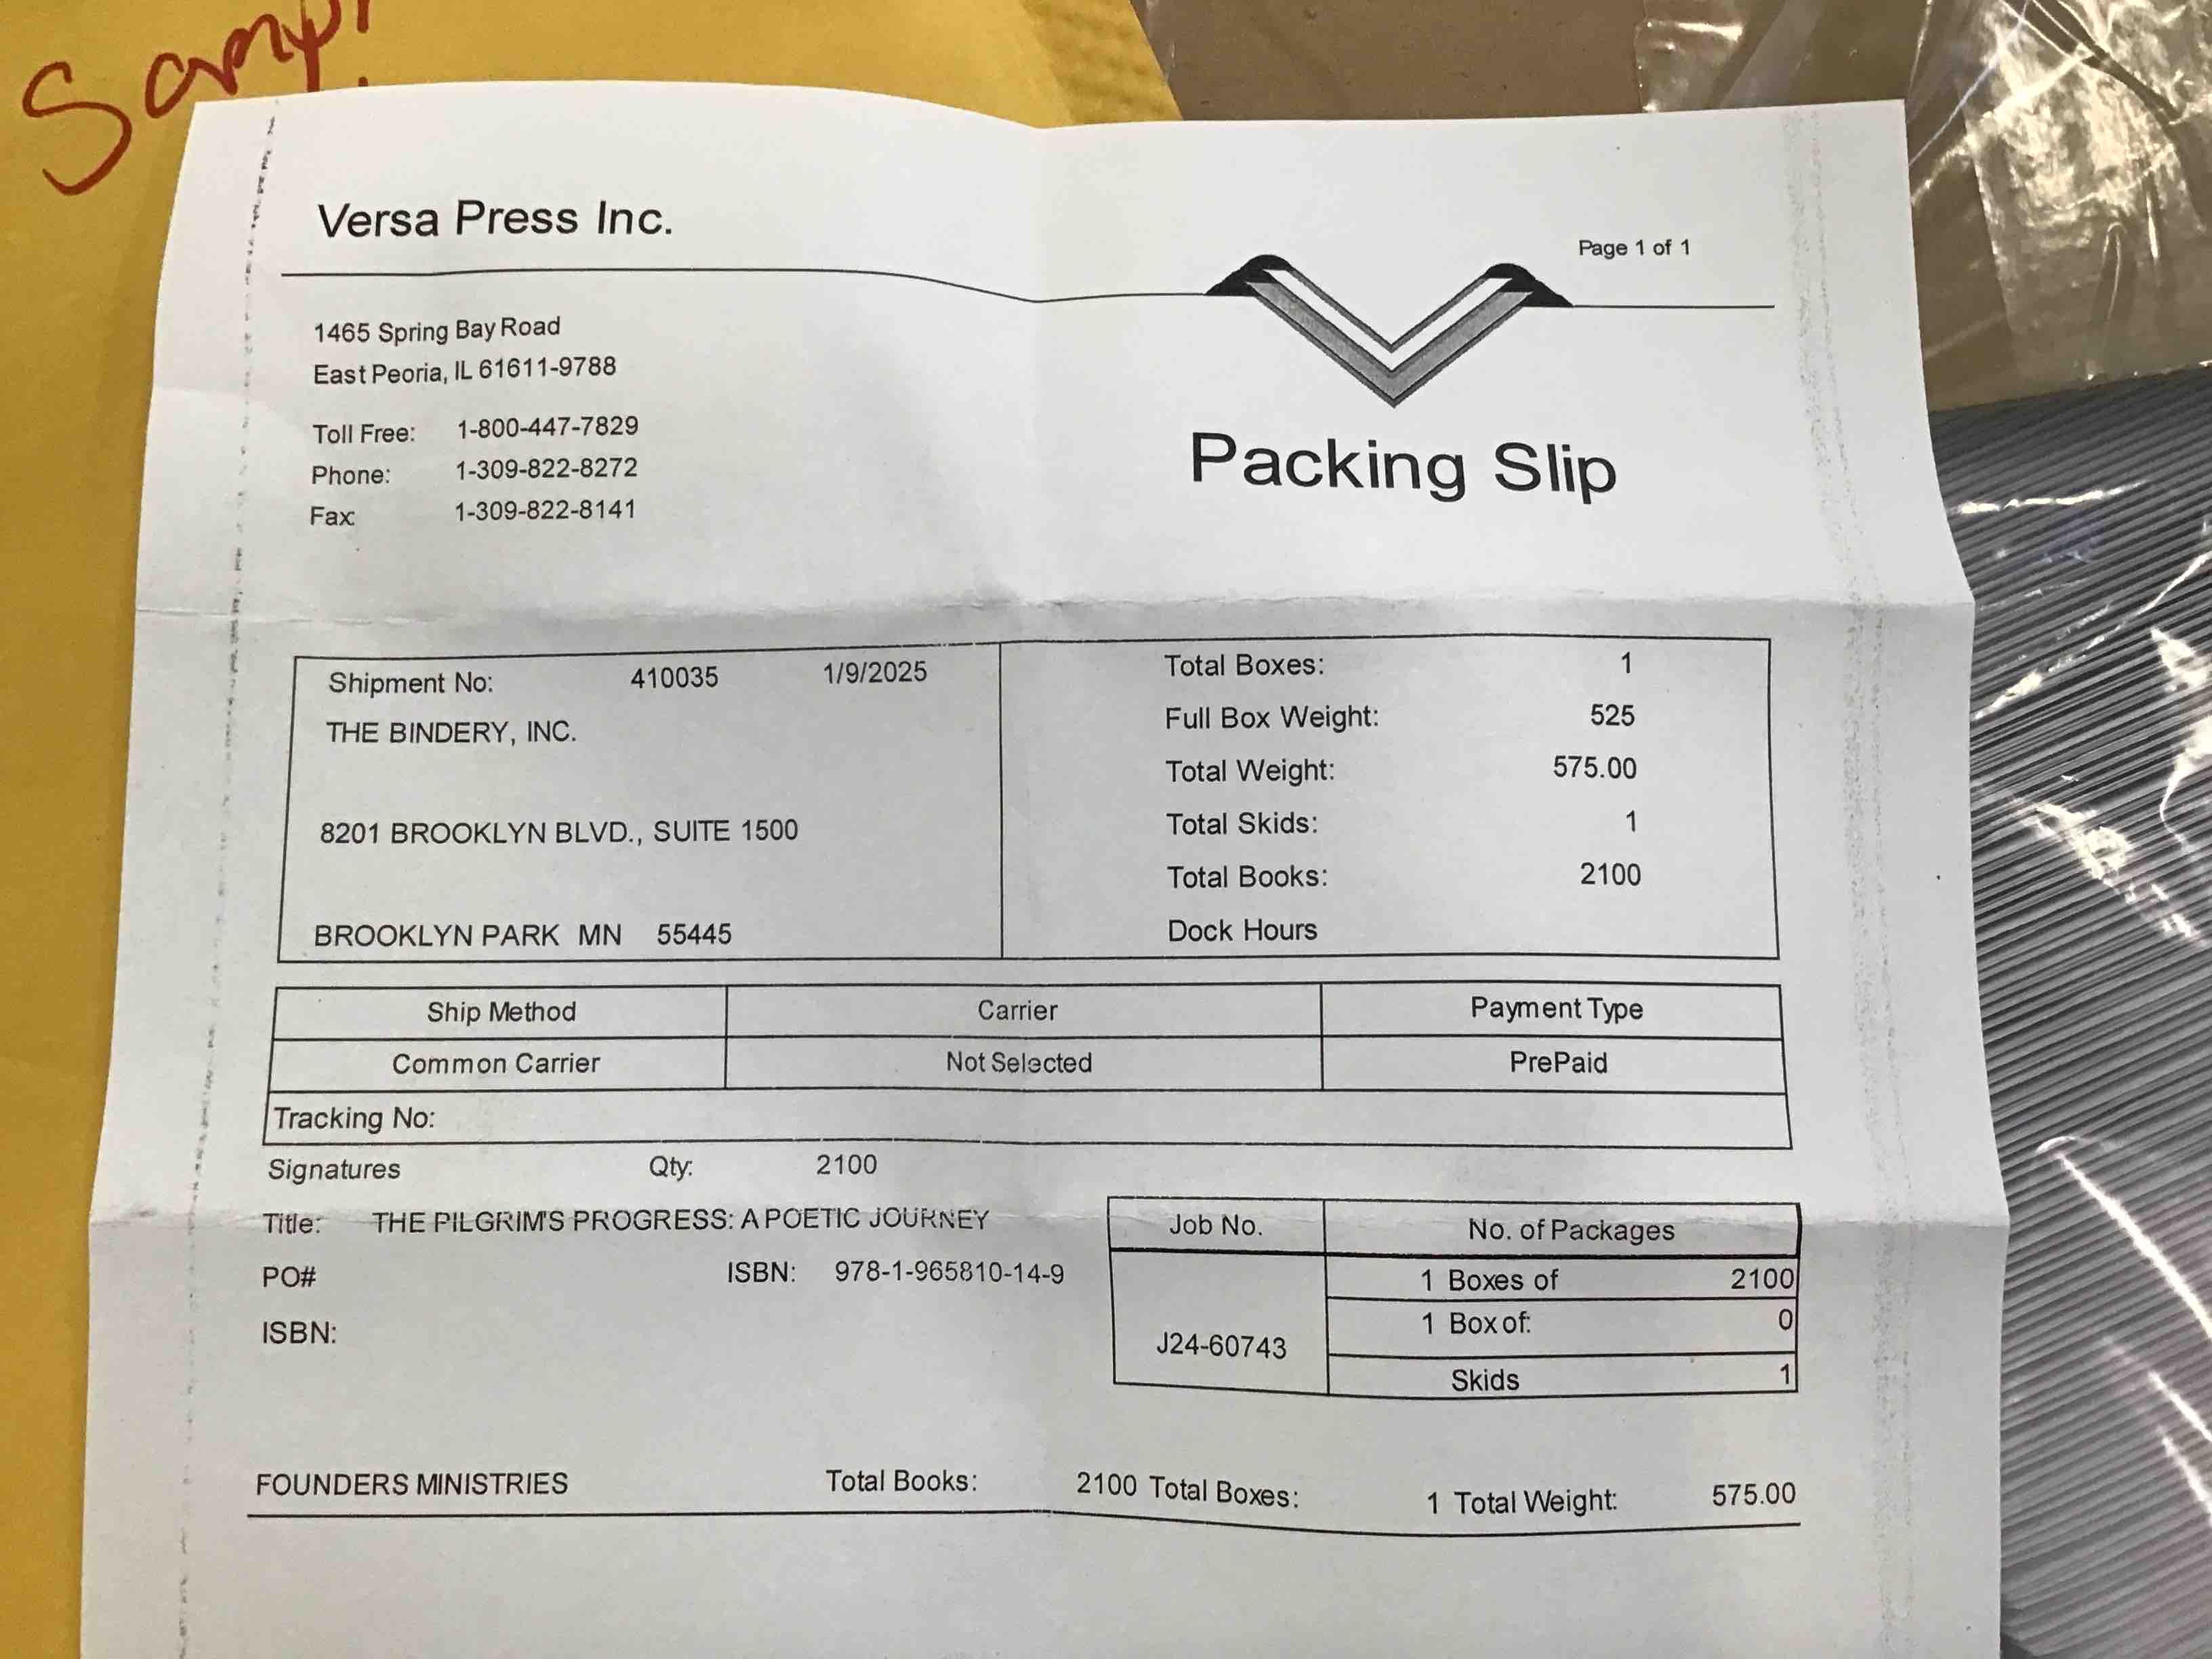 Versa Press Inc.
Page 1 of 1
1465 Spring Bay Road
East Peoria, IL 61611-9788
Toll Free: 1-800-447-7829
Phone: 1-309-822-8272
Fax: 1-309-822-8141
Packing Slip
Shipment No: 410035 1/9/2025
THE BINDERY, INC.
8201 BROOKLYN BLVD., SUITE 1500
BROOKLYN PARK MN 55445
Total Boxes: 1
Full Box Weight: 525
Total Weight: 575.00
Total Skids: 1
Total Books: 2100
Dock Hours
Ship Method Carrier Payment Type
Common Carrier Not Selected PrePaid
Tracking No:
Signatures Qty: 2100
Title: THE PILGRIM'S PROGRESS: A POETIC JOURNEY
PO# ISBN: 978-1-965810-14-9
ISBN:
Job No. No. of Packages
J24-60743
1 Boxes of 2100
1 Box of: 0
Skids 1
FOUNDERS MINISTRIES Total Books: 2100 Total Boxes: 1 Total Weight: 575.00